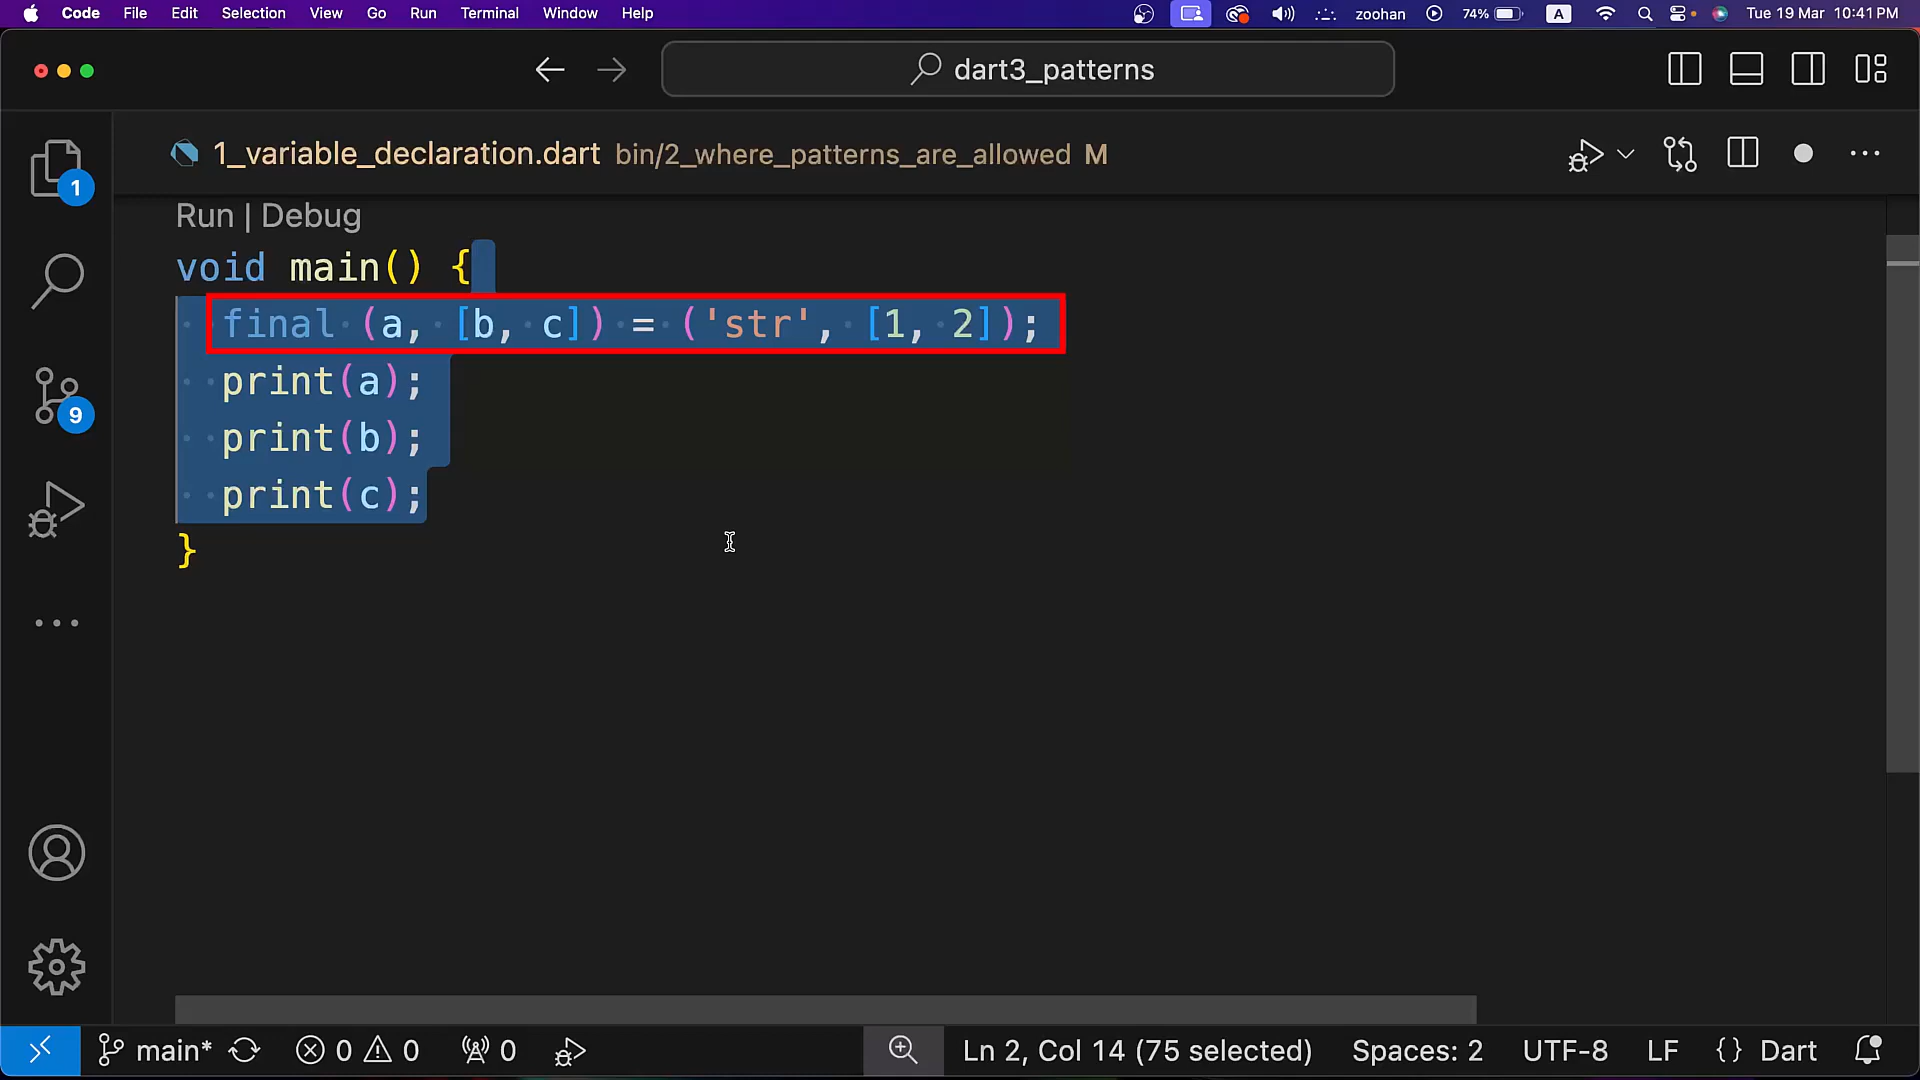 Code File Edit Selection View Go Run Terminal Window Help zoohan 74% A Tue 19 Mar 10:41 PM
dart3_patterns
1_variable_declaration.dart bin/2_where_patterns_are_allowed M
1
Run | Debug
void main() {
final (a, [b, c]) = ('str', [1, 2]);
print(a);
print(b);
print(c);
}
9
main* 0 0 0 Ln 2, Col 14 (75 selected) Spaces: 2 UTF-8 LF {} Dart